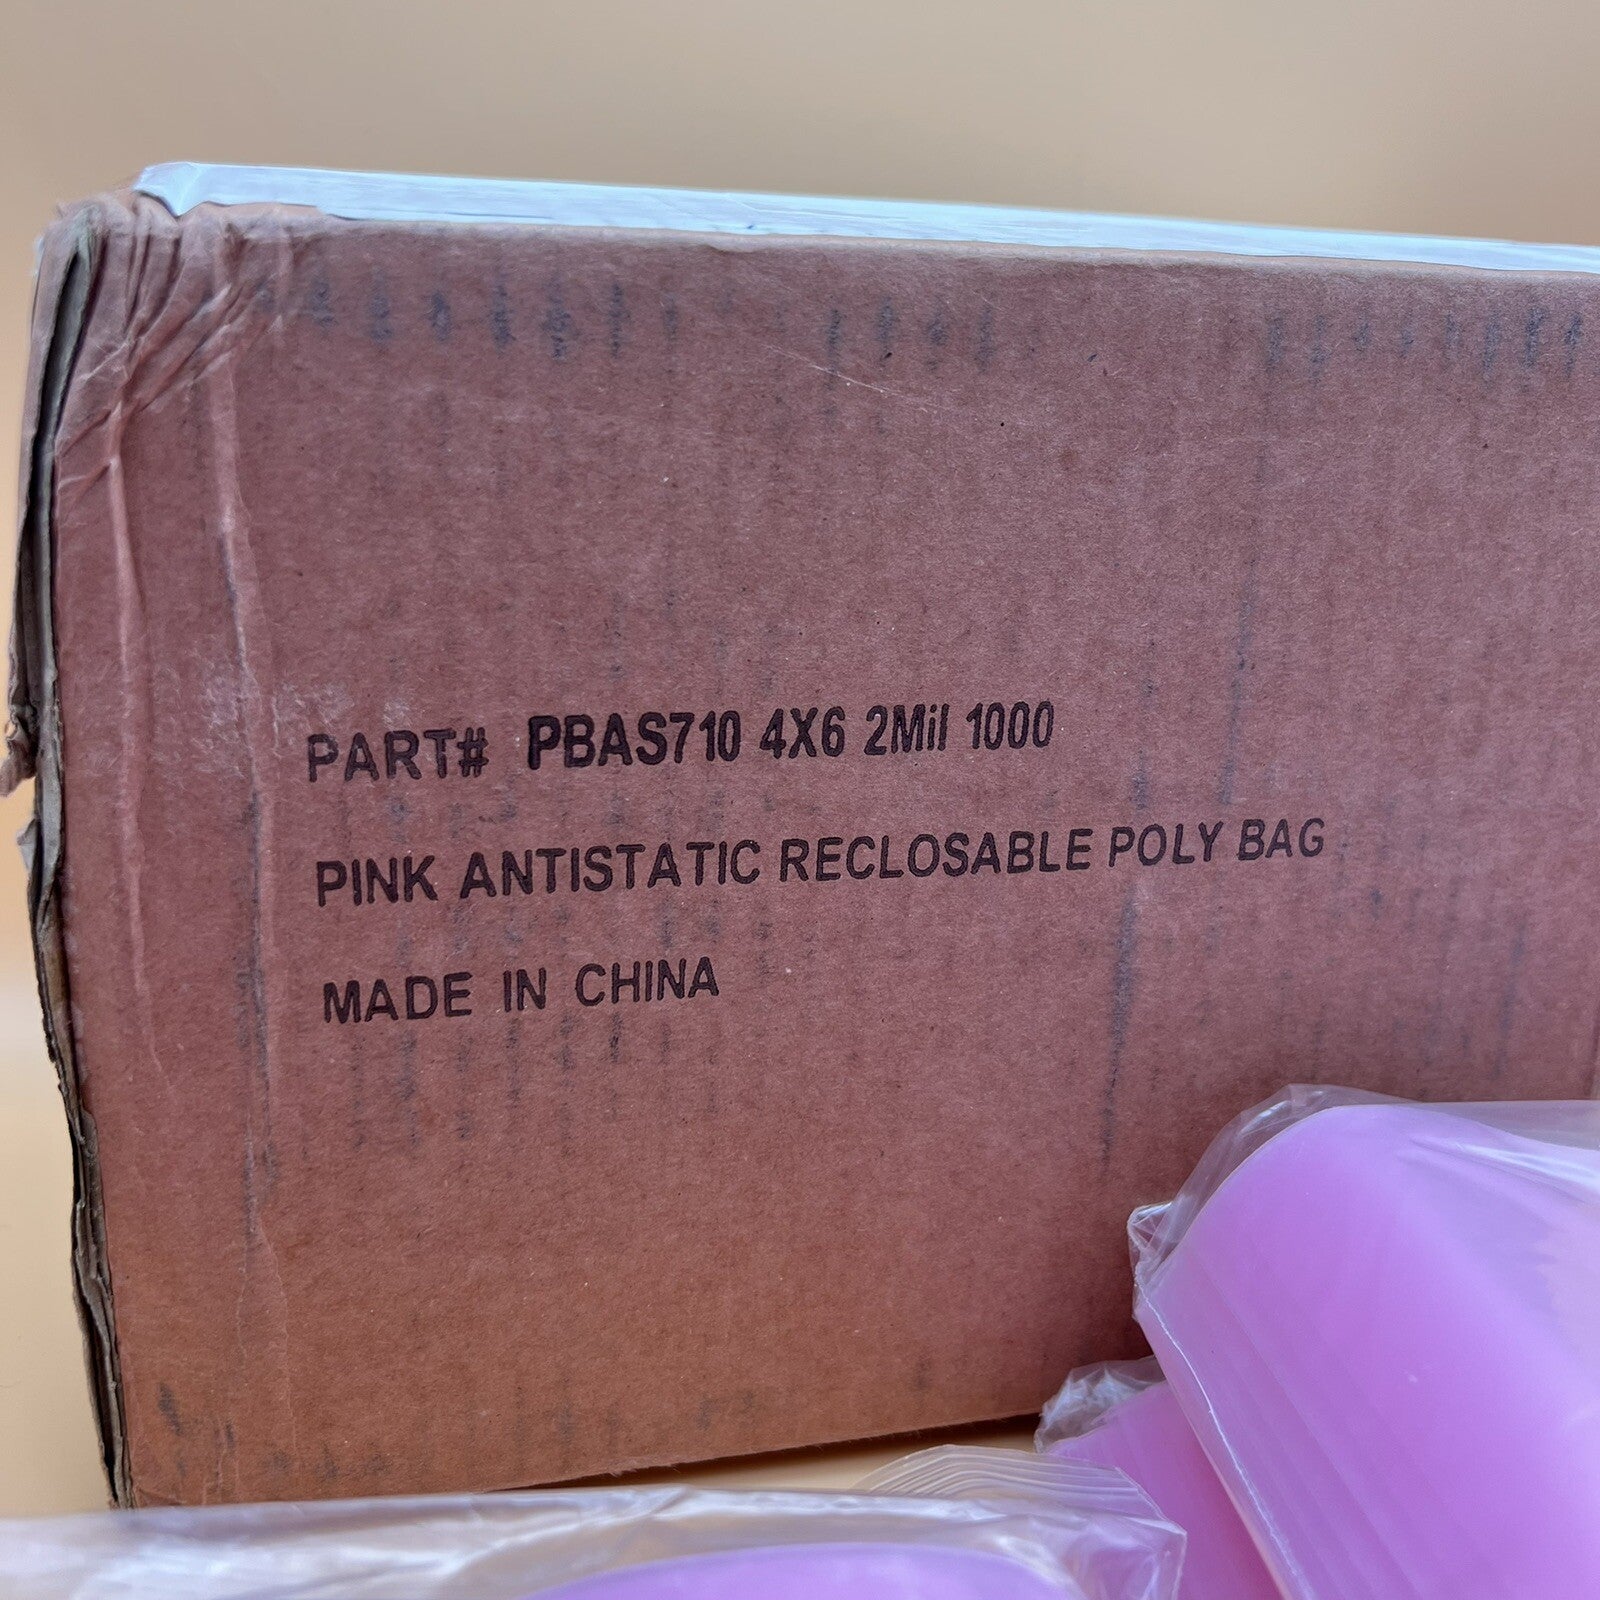 PART# PBAS710 4X6 2Mil 1000
PINK ANTISTATIC RECLOSABLE POLY BAG
MADE IN CHINA